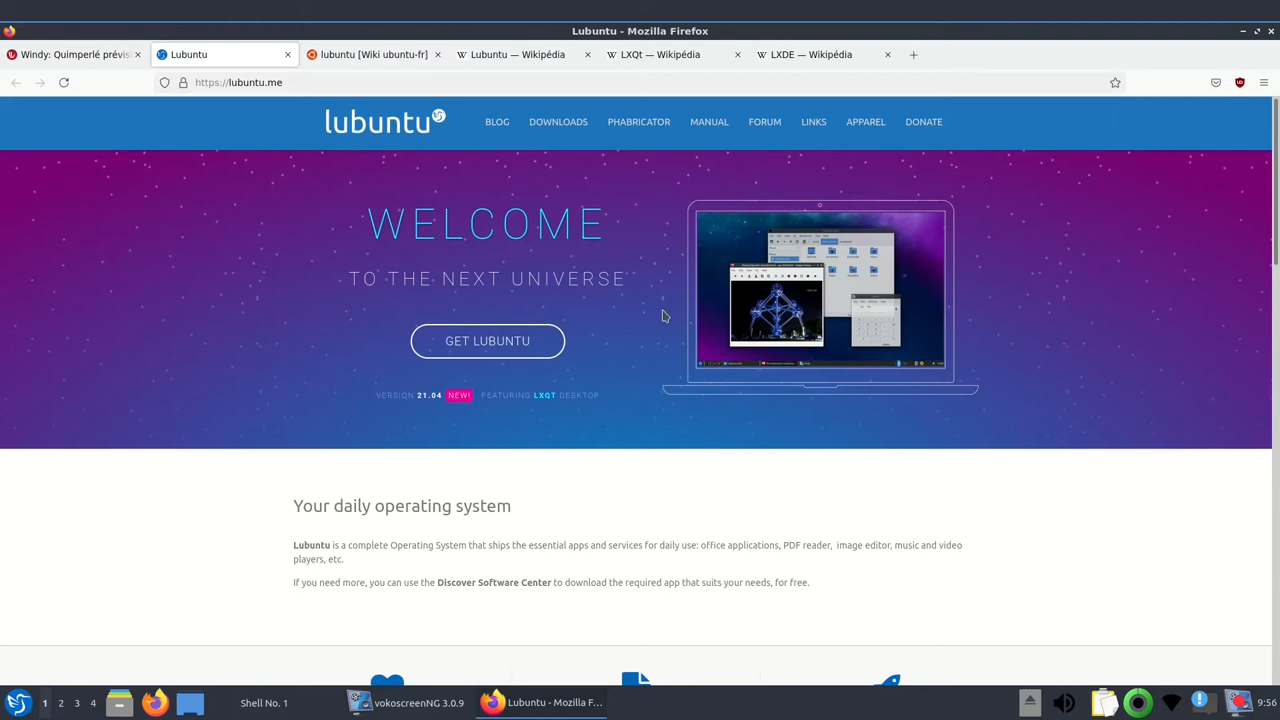 Lubuntu - Mozilla Firefox
Windy: Quimperlé prévisi
Lubuntu
lubuntu [Wiki ubuntu-fr]
Lubuntu — Wikipédia
LXQt — Wikipédia
LXDE — Wikipédia
https://lubuntu.me
lubuntu
BLOG
DOWNLOADS
PHABRICATOR
MANUAL
FORUM
LINKS
APPAREL
DONATE
WELCOME
TO THE NEXT UNIVERSE
GET LUBUNTU
VERSION 21.04 NEW! FEATURING LXQT DESKTOP
Your daily operating system
Lubuntu is a complete Operating System that ships the essential apps and services for daily use: office applications, PDF reader, image editor, music and video
players, etc.
If you need more, you can use the Discover Software Center to download the required app that suits your needs, for free.
1 2 3 4
Shell No. 1
vokoscreenNG 3.0.9
Lubuntu - Mozilla F...
9:56